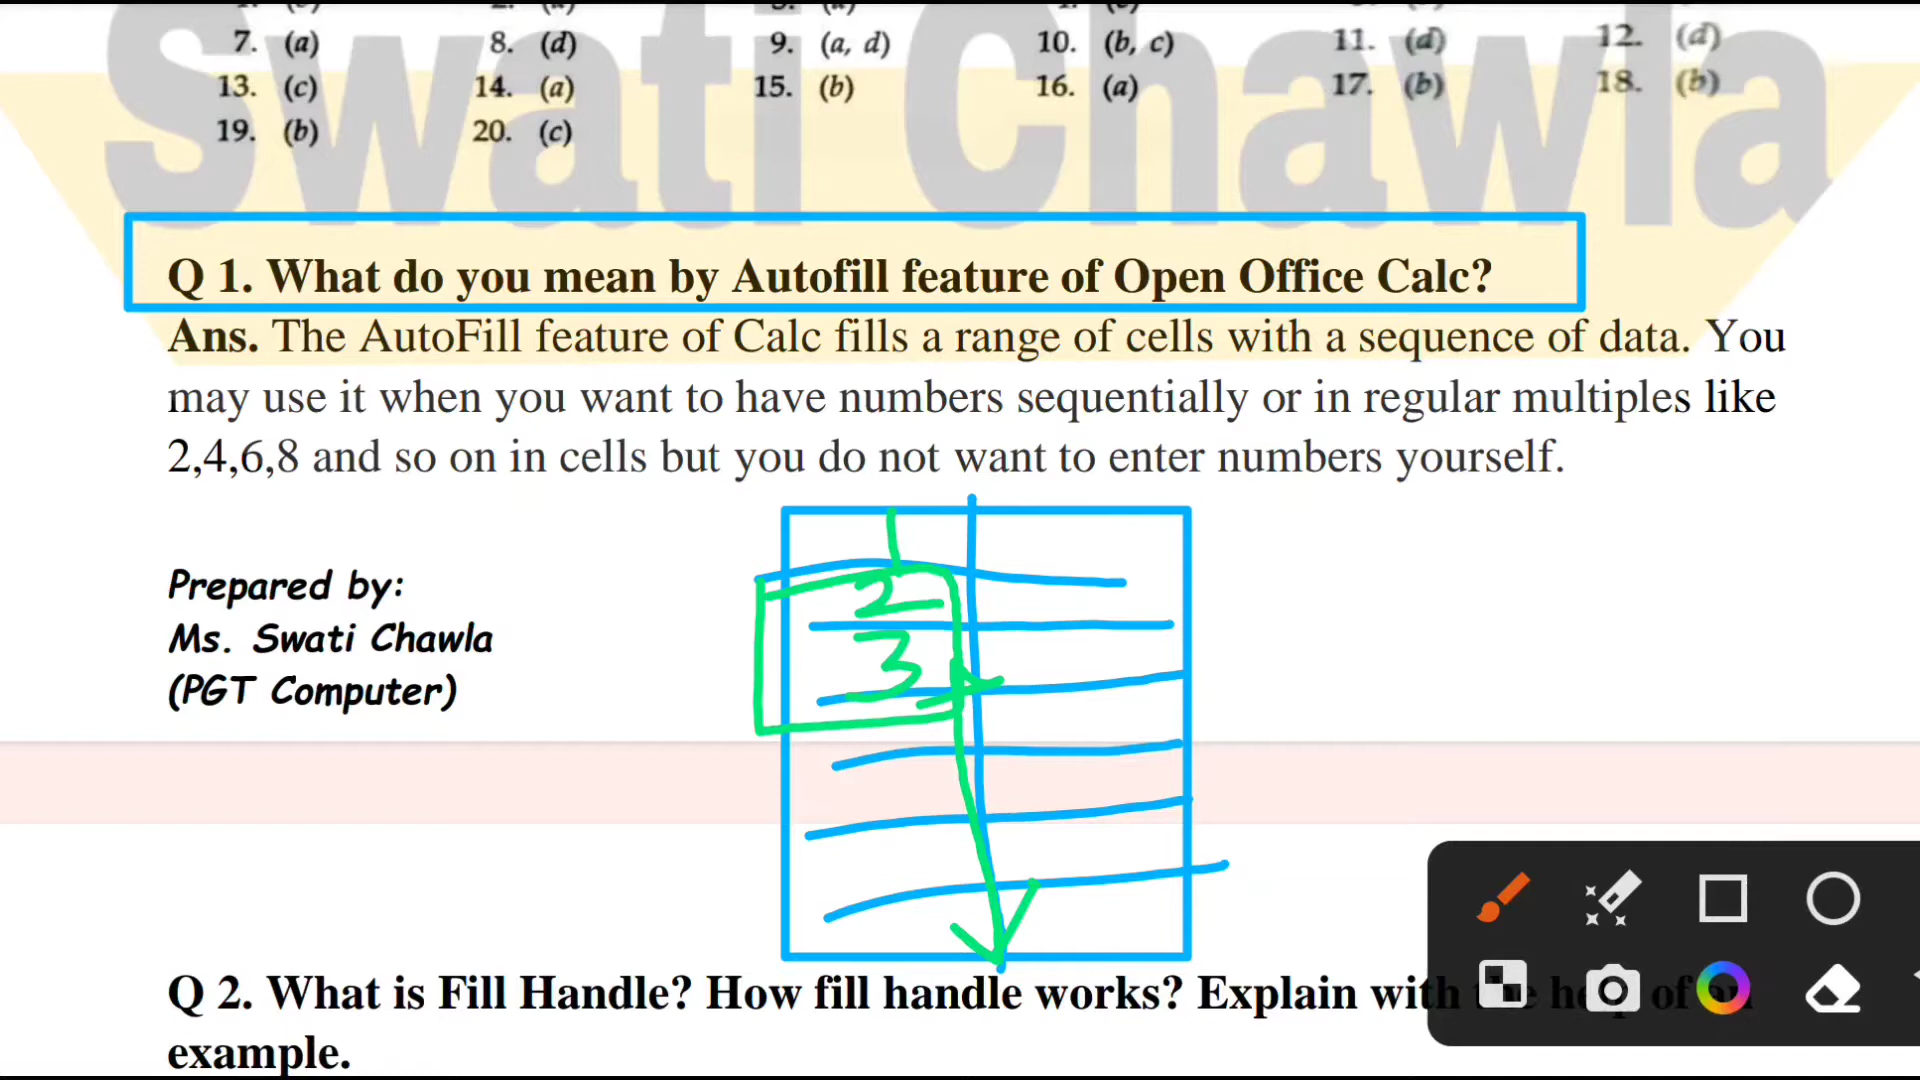 7. (a) 8. (d) 9. (a, d) 10. (b, c) 11. (d) 12. (d)
13. (c) 14. (a) 15. (b) 16. (a) 17. (b) 18. (b)
19. (b) 20. (c)
Swati Chawla
Q 1. What do you mean by Autofill feature of Open Office Calc?
Ans. The AutoFill feature of Calc fills a range of cells with a sequence of data. You
may use it when you want to have numbers sequentially or in regular multiples like
2,4,6,8 and so on in cells but you do not want to enter numbers yourself.
1
2
3
Prepared by:
Ms. Swati Chawla
(PGT Computer)
Q 2. What is Fill Handle? How fill handle works? Explain with the of
example.